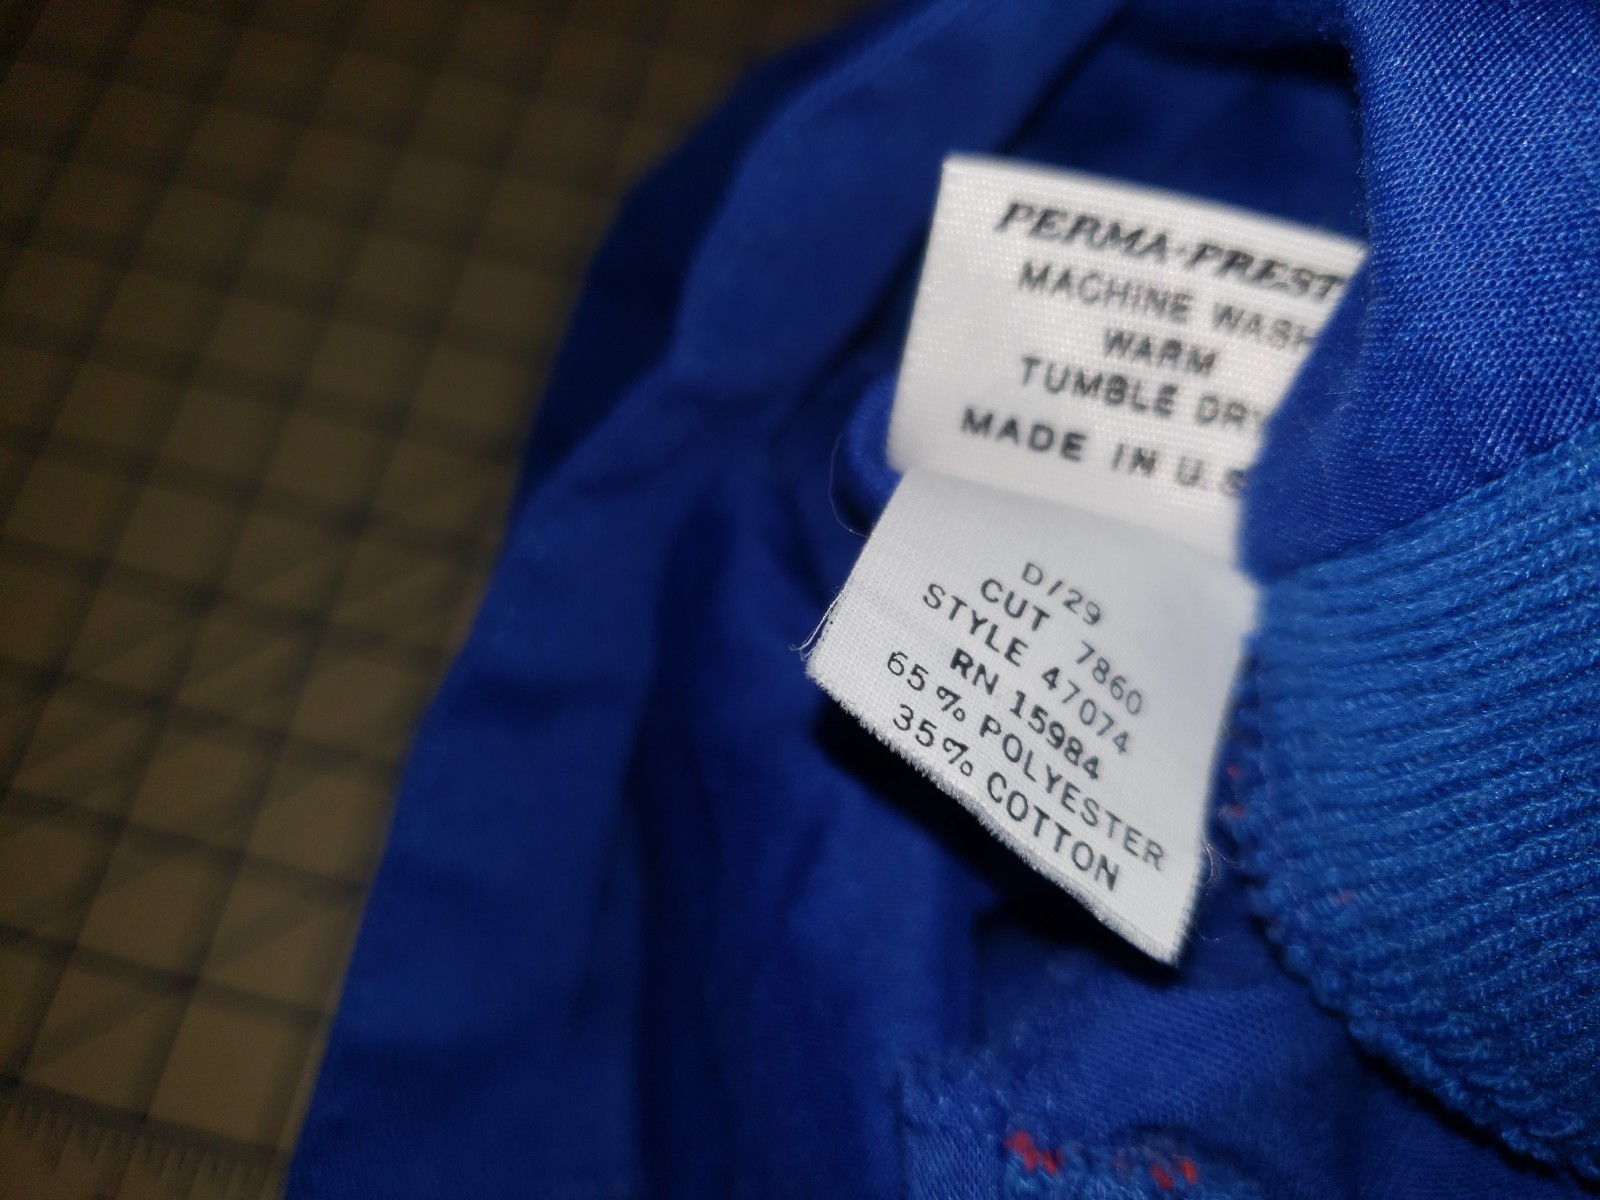 PERMA-PREST
MACHINE WASH
WARM
TUMBLE DRY
MADE IN U.S
D/29
CUT 7860
STYLE 47074
RN 15984
65% POLYESTER
35% COTTON